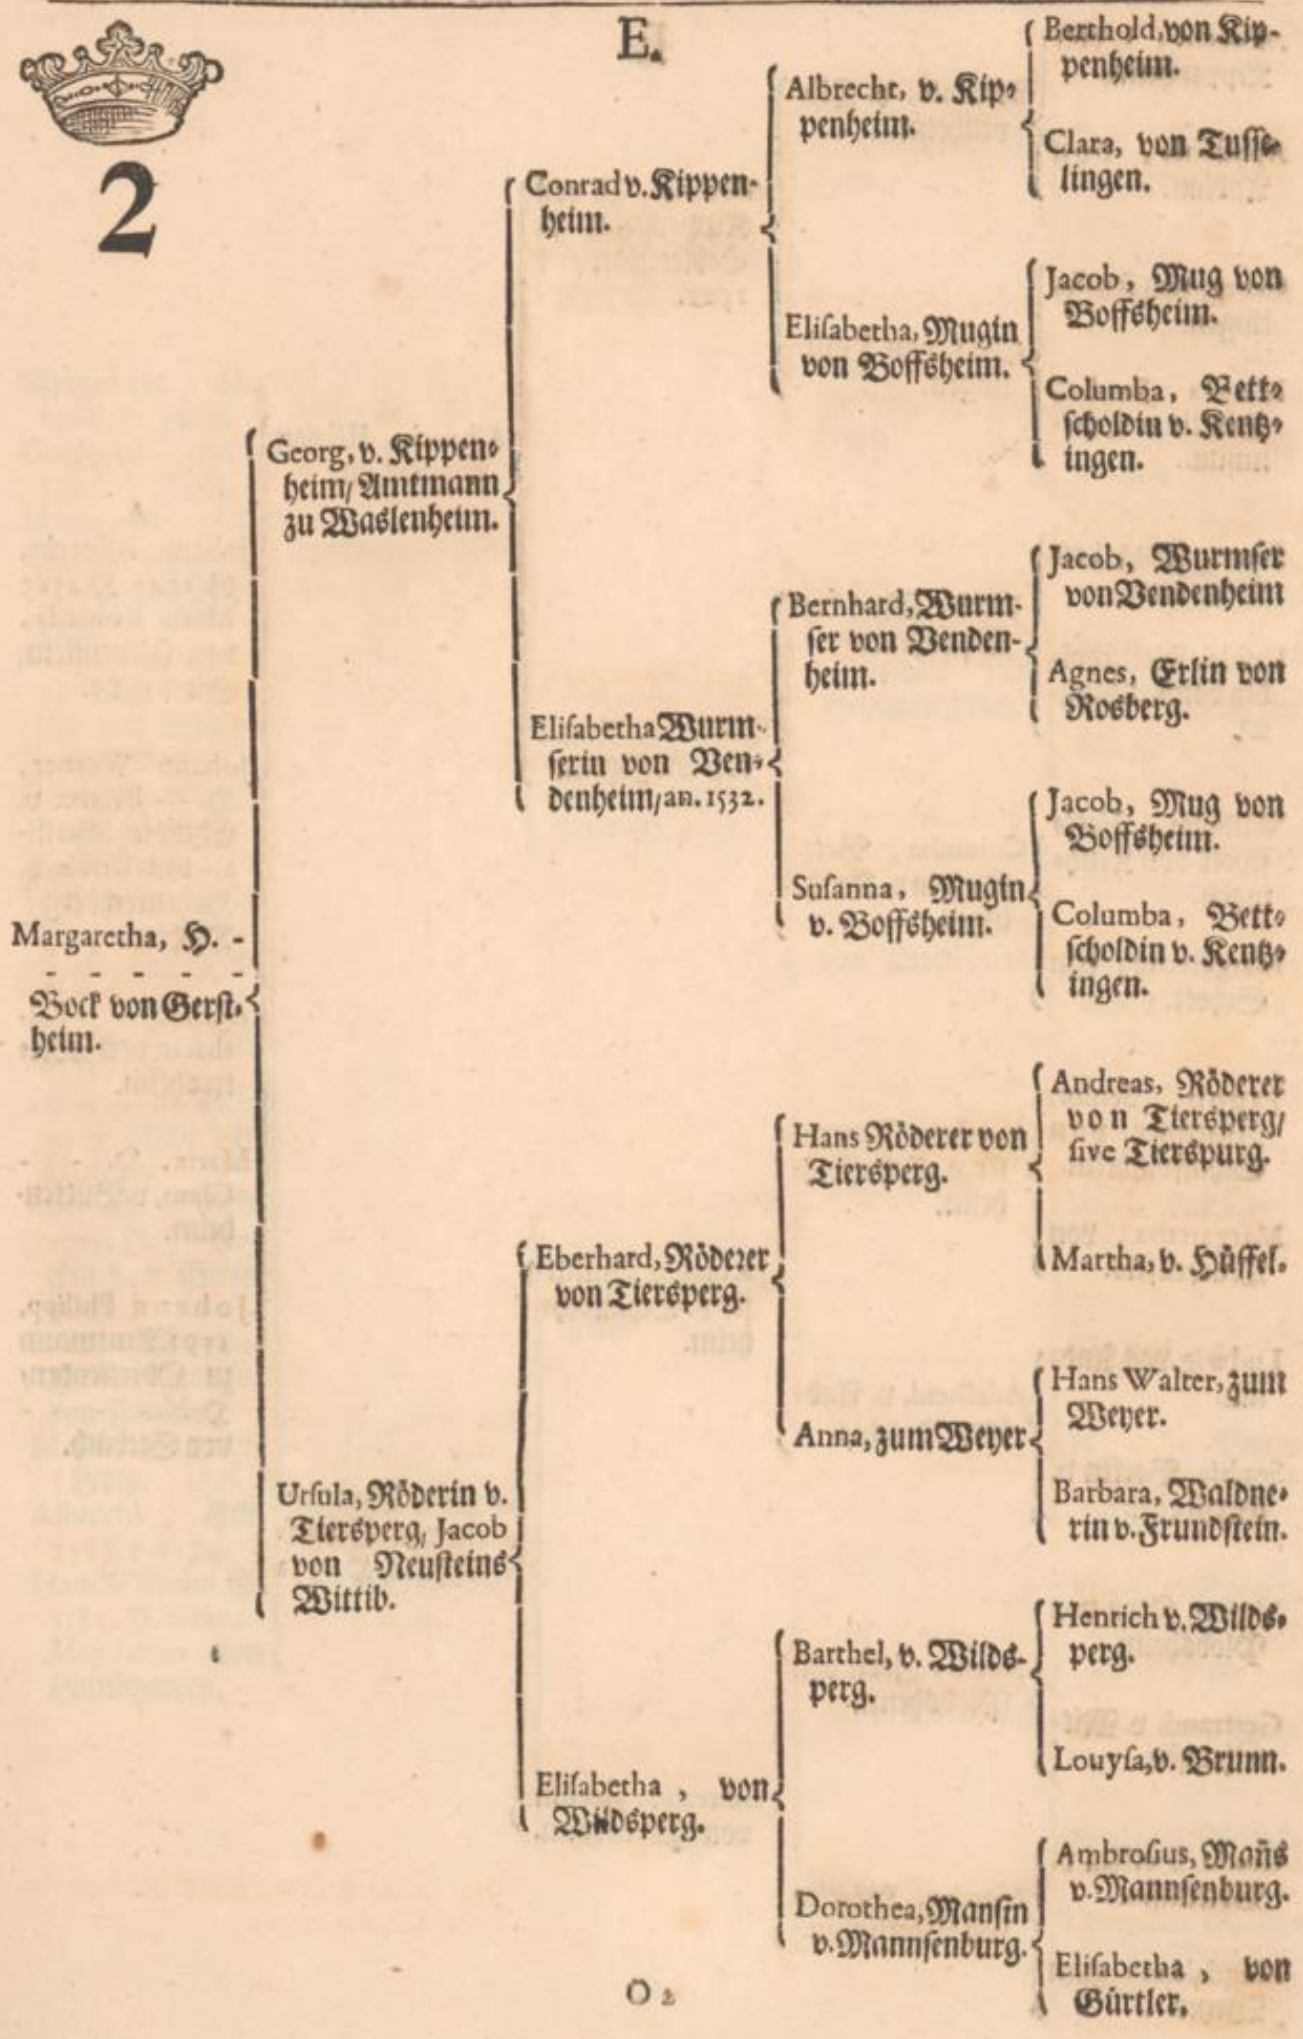 E.
2
Margaretha, H. -
- - - - - -
Bock von Gerst-
heim.
Georg, v. Kippen-
heim/ Amtmann
zu Waslenheim.
Ursula, Röderin v.
Tiersperg, Jacob
von Neusteins
Wittib.
Conrad v. Kippen-
heim.
Elisabetha Wurm-
serin von Ven-
denheim/ an. 1532.
Eberhard, Röderer
von Tiersperg.
Elisabetha, von
Wildsperg.
Albrecht, v. Kip-
penheim.
Elisabetha, Mugin
von Boffsheim.
Bernhard, Wurm-
ser von Venden-
heim.
Susanna, Mugin
v. Boffsheim.
Hans Röderer von
Tiersperg.
Anna, zum Weyer
Barthel, v. Wilds-
perg.
Dorothea, Mansin
v. Mannsenburg.
Berthold, von Kip-
penheim.
Clara, von Tusse-
lingen.
Jacob, Mug von
Boffsheim.
Columba, Bett-
scholdin v. Kentz-
ingen.
Jacob, Wurmser
von Vendenheim
Agnes, Erlin von
Rosberg.
Jacob, Mug von
Boffsheim.
Columba, Bett-
scholdin v. Kentz-
ingen.
Andreas, Röderer
von Tiersperg/
sive Tierspurg.
Martha, v. Hüffel.
Hans Walter, zum
Weyer.
Barbara, Waldne-
rin v. Frundstein.
Henrich v. Wilds-
perg.
Louysa, v. Brunn.
Ambrosius, Mañs
v. Mannsenburg.
Elisabetha, von
Gürtler.
O 2